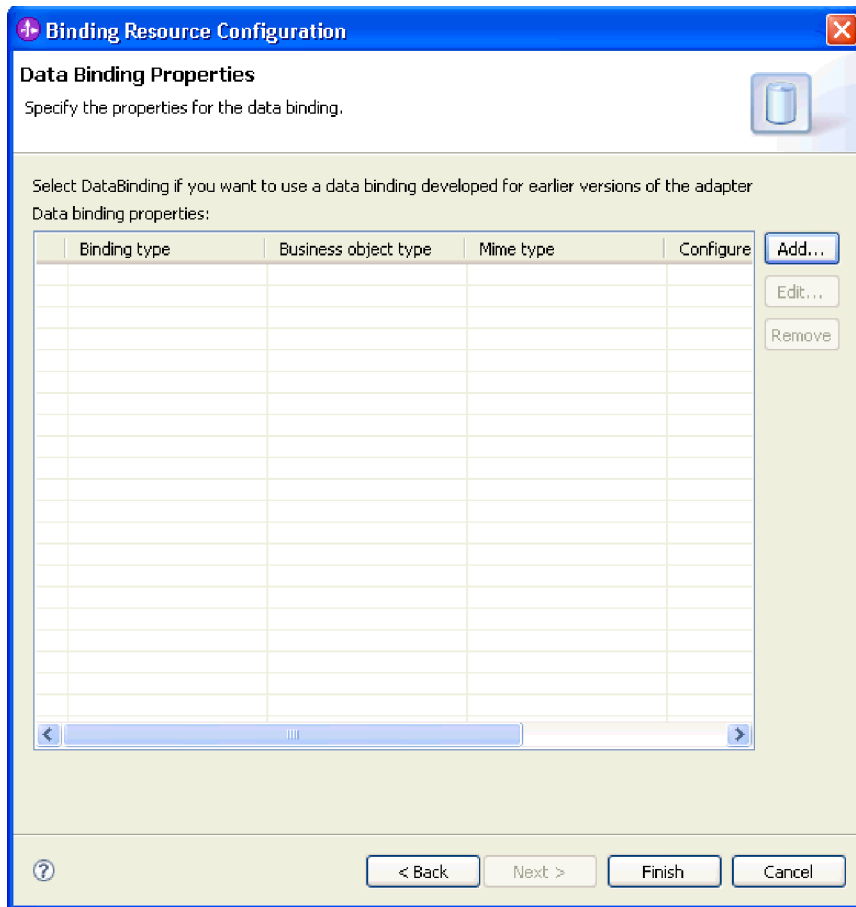 Binding Resource Configuration
Data Binding Properties
Specify the properties for the data binding.
Select DataBinding if you want to use a data binding developed for earlier versions of the adapter
Data binding properties:
Binding type Business object type Mime type Configure
Add...
Edit...
Remove
< Back Next > Finish Cancel